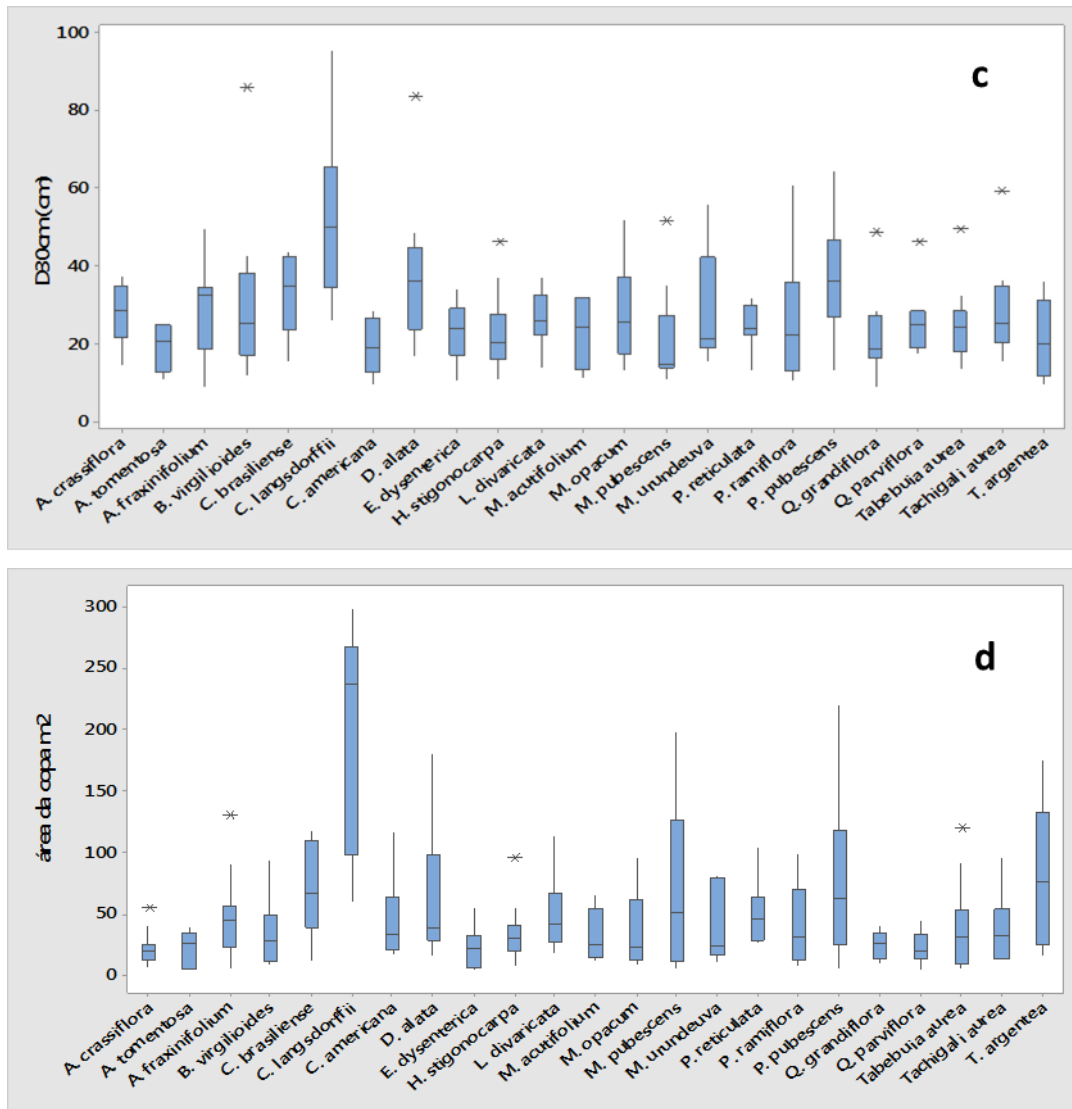 c
D30cm(cm)
100
80
60
40
20
0
A. crassiflora
A. tomentosa
A. fraxinifolium
B. virgilioides
C. brasiliense
C. langsdorffii
C. americana
D. alata
E. dysenterica
H. stigonocarpa
L. divaricata
M. acutifolium
M. opacum
M. pubescens
M. urundeuva
P. reticulata
P. ramiflora
P. pubescens
Q. grandiflora
Q. parviflora
Tabebuia aurea
Tachigali aurea
T. argentea
d
área da copa m2
300
250
200
150
100
50
0
A. crassiflora
A. tomentosa
A. fraxinifolium
B. virgilioides
C. brasiliense
C. langsdorffii
C. americana
D. alata
E. dysenterica
H. stigonocarpa
L. divaricata
M. acutifolium
M. opacum
M. pubescens
M. urundeuva
P. reticulata
P. ramiflora
P. pubescens
Q. grandiflora
Q. parviflora
Tabebuia aurea
Tachigali aurea
T. argentea